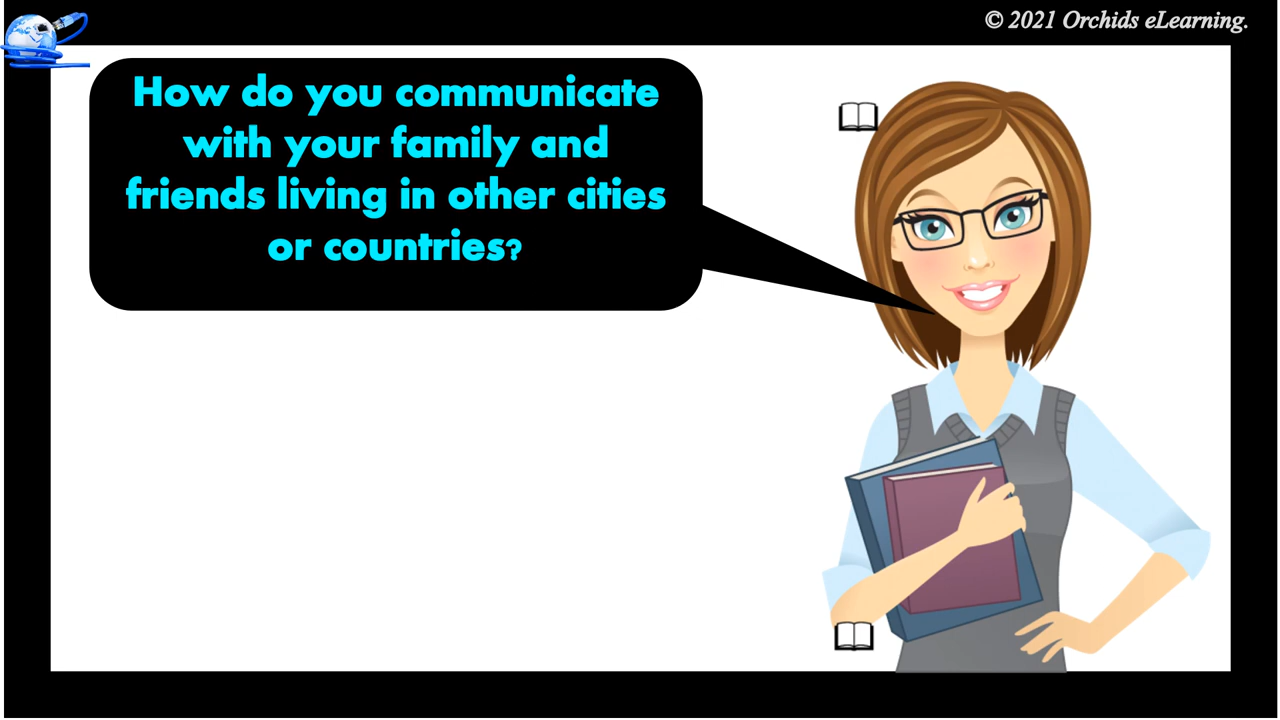 © 2021 Orchids eLearning.
How do you communicate
with your family and
friends living in other cities
or countries?